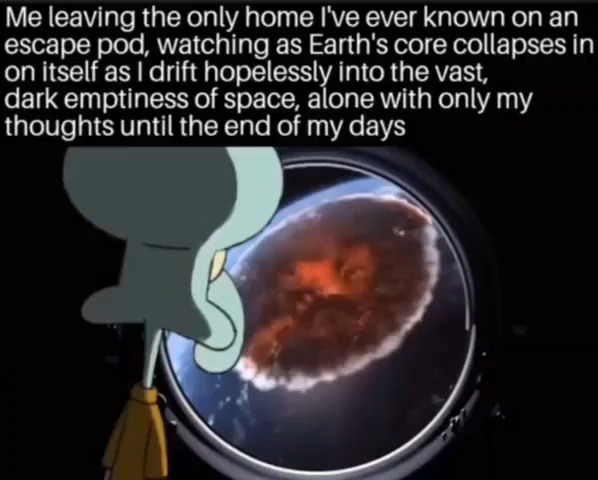 Me leaving the only home I've ever known on an
escape pod, watching as Earth's core collapses in
on itself as I drift hopelessly into the vast,
dark emptiness of space, alone with only my
thoughts until the end of my days